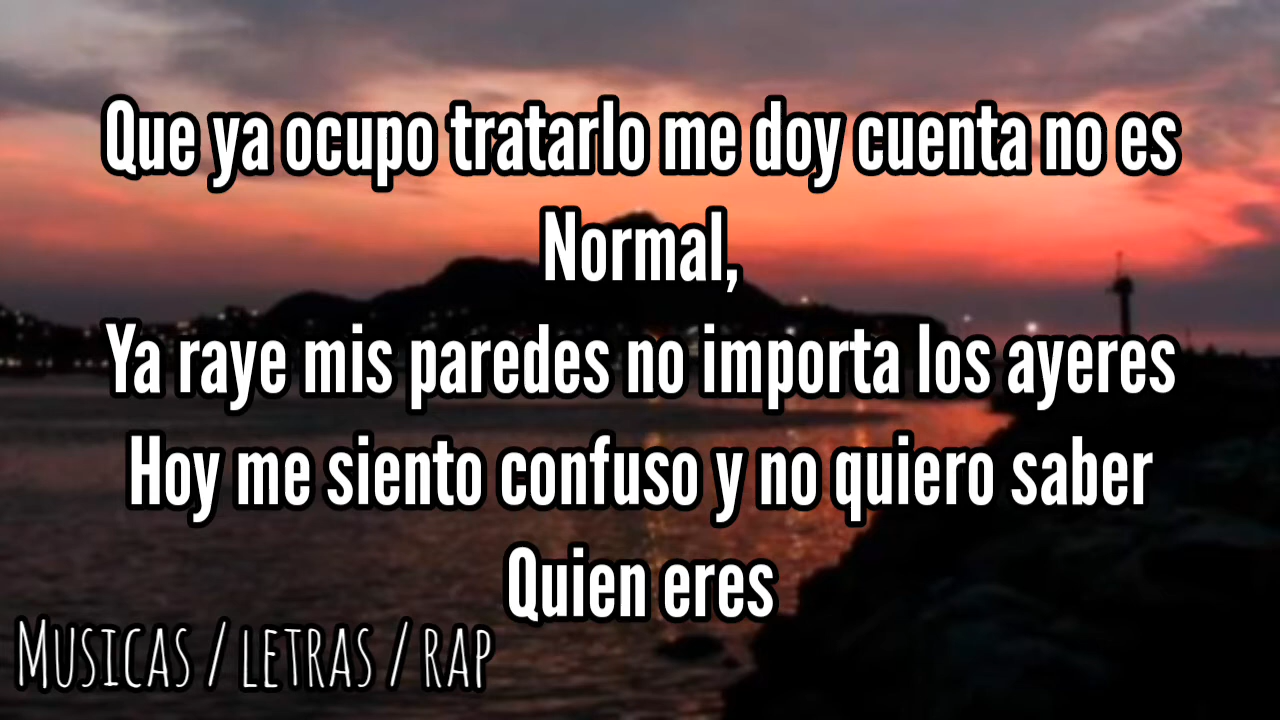 Que ya ocupo tratarlo me doy cuenta no es
Normal,
Ya raye mis paredes no importa los ayeres
Hoy me siento confuso y no quiero saber
Quien eres
Musicas / letras / rap